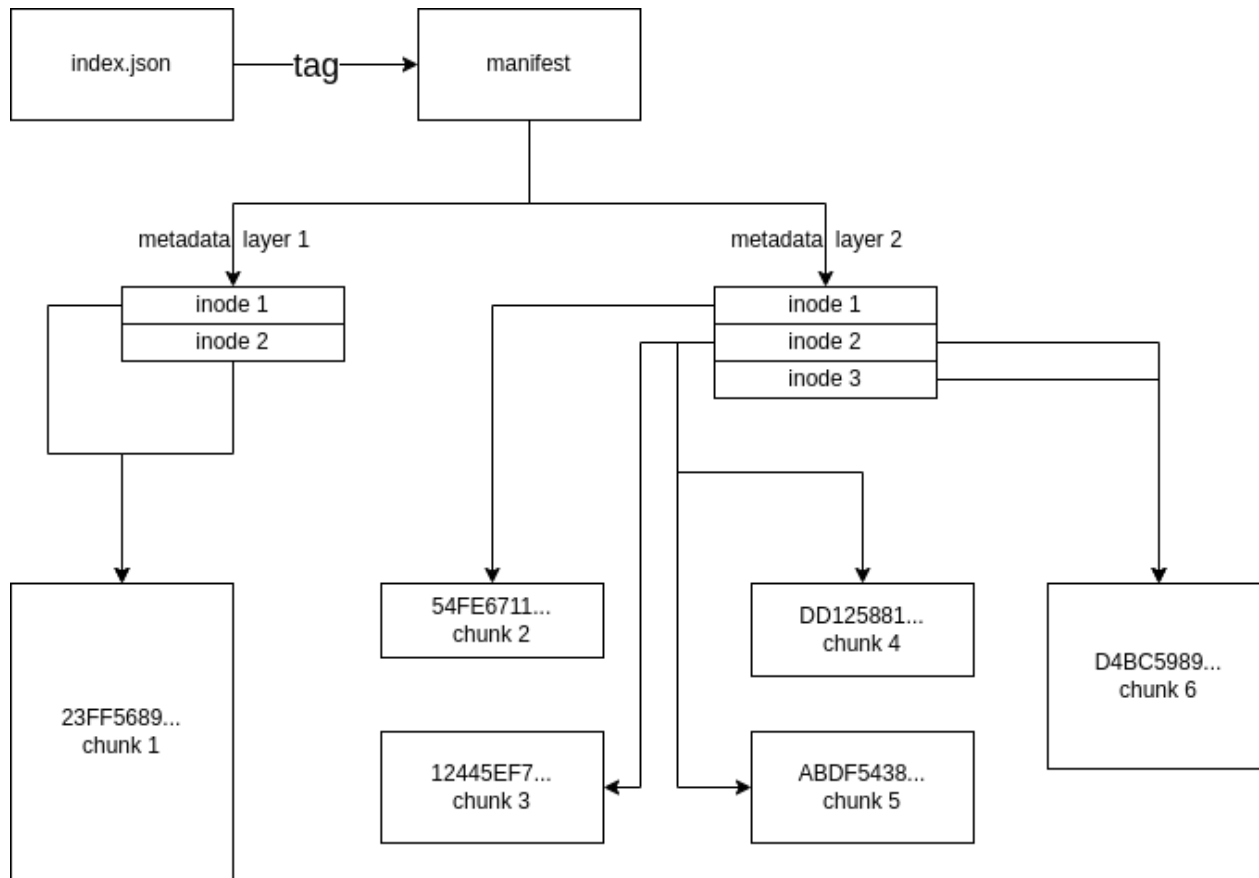 index.json
tag
manifest
metadata layer 1
metadata layer 2
inode 1
inode 2
inode 1
inode 2
inode 3
54FE6711...
chunk 2
DD125881...
chunk 4
D4BC5989...
chunk 6
23FF5689...
chunk 1
12445EF7...
chunk 3
ABDF5438...
chunk 5